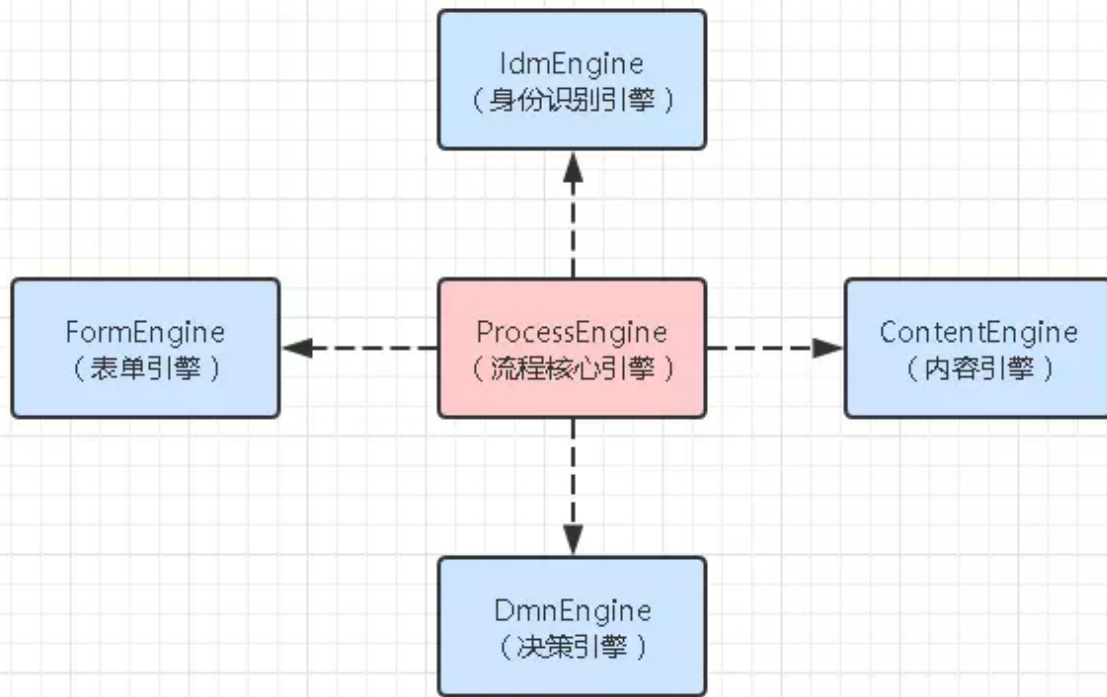 IdmEngine
（身份识别引擎）
FormEngine
（表单引擎）
ProcessEngine
（流程核心引擎）
ContentEngine
（内容引擎）
DmnEngine
（决策引擎）